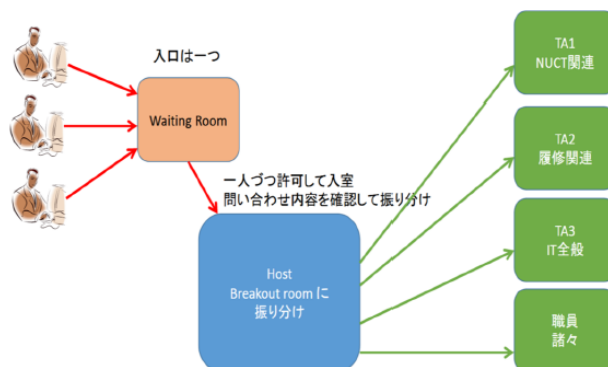 入口は一つ
Waiting Room
一人づつ許可して入室
問い合わせ内容を確認して振り分け
Host
Breakout room に
振り分け
TA1
NUCT関連
TA2
履修関連
TA3
IT全般
職員
諸々